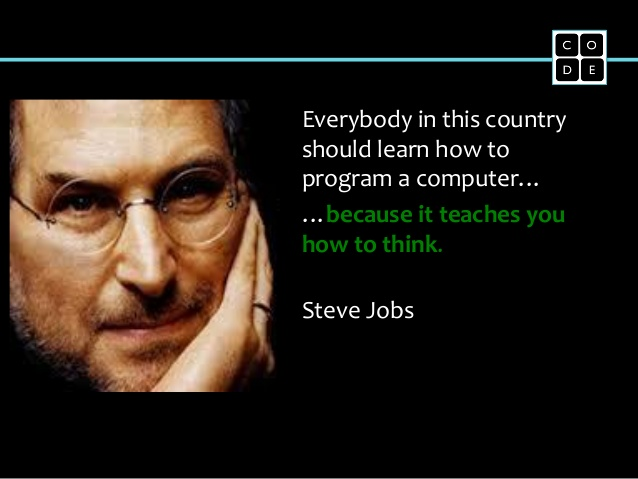 C O
D E
Everybody in this country
should learn how to
program a computer…
…because it teaches you
how to think.
Steve Jobs